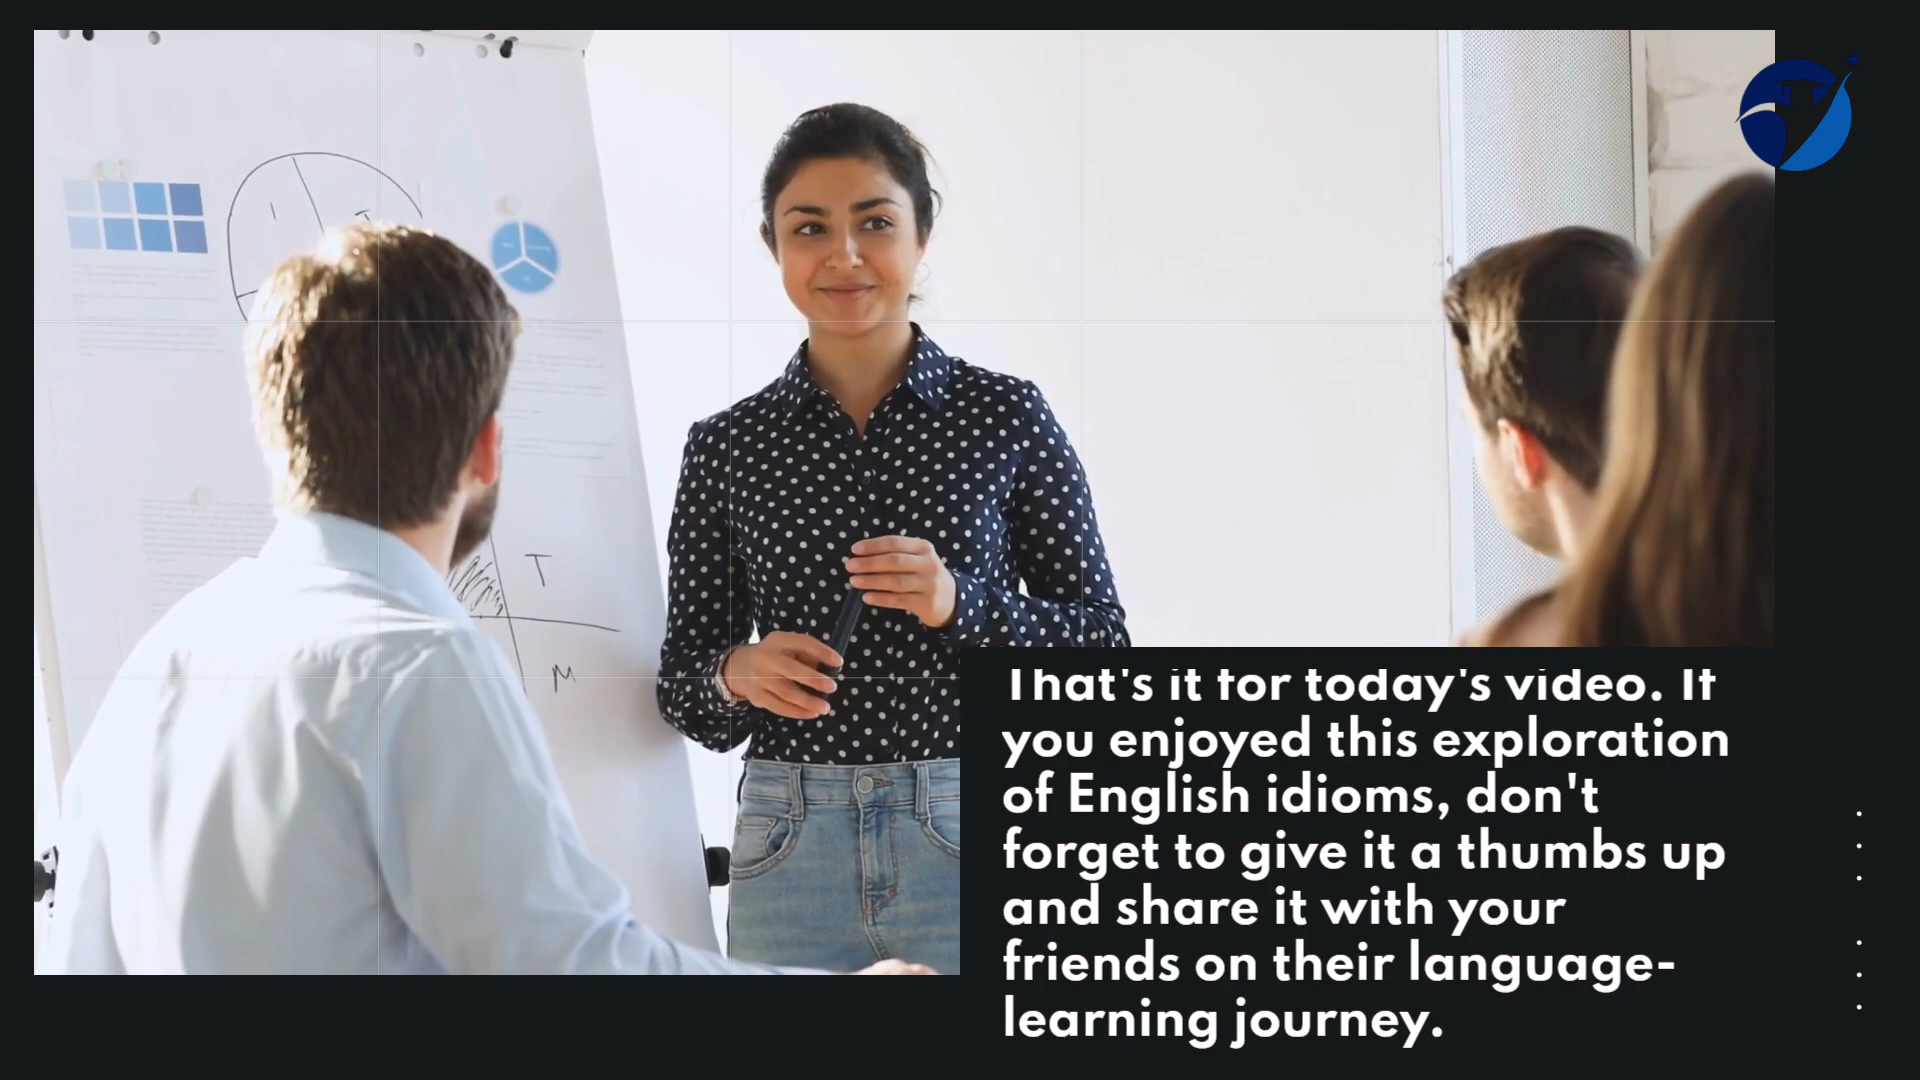 I
T
T
M
That's it for today's video. If
you enjoyed this exploration
of English idioms, don't
forget to give it a thumbs up
and share it with your
friends on their language-
learning journey.